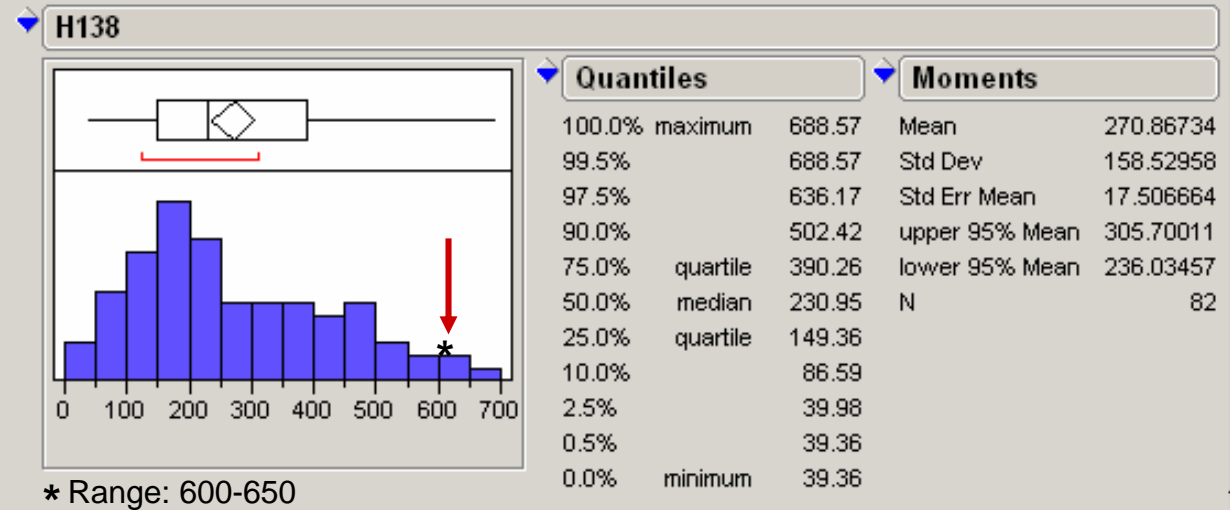 H138
*
0 100 200 300 400 500 600 700
* Range: 600-650
Quantiles
100.0% maximum 688.57
99.5% 688.57
97.5% 636.17
90.0% 502.42
75.0% quartile 390.26
50.0% median 230.95
25.0% quartile 149.36
10.0% 86.59
2.5% 39.98
0.5% 39.36
0.0% minimum 39.36
Moments
Mean 270.86734
Std Dev 158.52958
Std Err Mean 17.506664
upper 95% Mean 305.70011
lower 95% Mean 236.03457
N 82